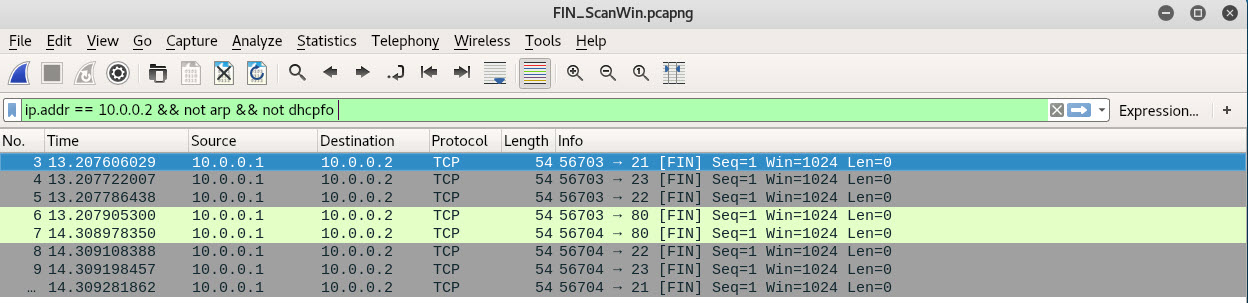 FIN_ScanWin.pcapng
File Edit View Go Capture Analyze Statistics Telephony Wireless Tools Help
ip.addr == 10.0.0.2 && not arp && not dhcpfo Expression... +
No. Time Source Destination Protocol Length Info
3 13.207606029 10.0.0.1 10.0.0.2 TCP 54 56703 → 21 [FIN] Seq=1 Win=1024 Len=0
4 13.207722007 10.0.0.1 10.0.0.2 TCP 54 56703 → 23 [FIN] Seq=1 Win=1024 Len=0
5 13.207786438 10.0.0.1 10.0.0.2 TCP 54 56703 → 22 [FIN] Seq=1 Win=1024 Len=0
6 13.207905300 10.0.0.1 10.0.0.2 TCP 54 56703 → 80 [FIN] Seq=1 Win=1024 Len=0
7 14.308978350 10.0.0.1 10.0.0.2 TCP 54 56704 → 80 [FIN] Seq=1 Win=1024 Len=0
8 14.309108388 10.0.0.1 10.0.0.2 TCP 54 56704 → 22 [FIN] Seq=1 Win=1024 Len=0
9 14.309198457 10.0.0.1 10.0.0.2 TCP 54 56704 → 23 [FIN] Seq=1 Win=1024 Len=0
… 14.309281862 10.0.0.1 10.0.0.2 TCP 54 56704 → 21 [FIN] Seq=1 Win=1024 Len=0